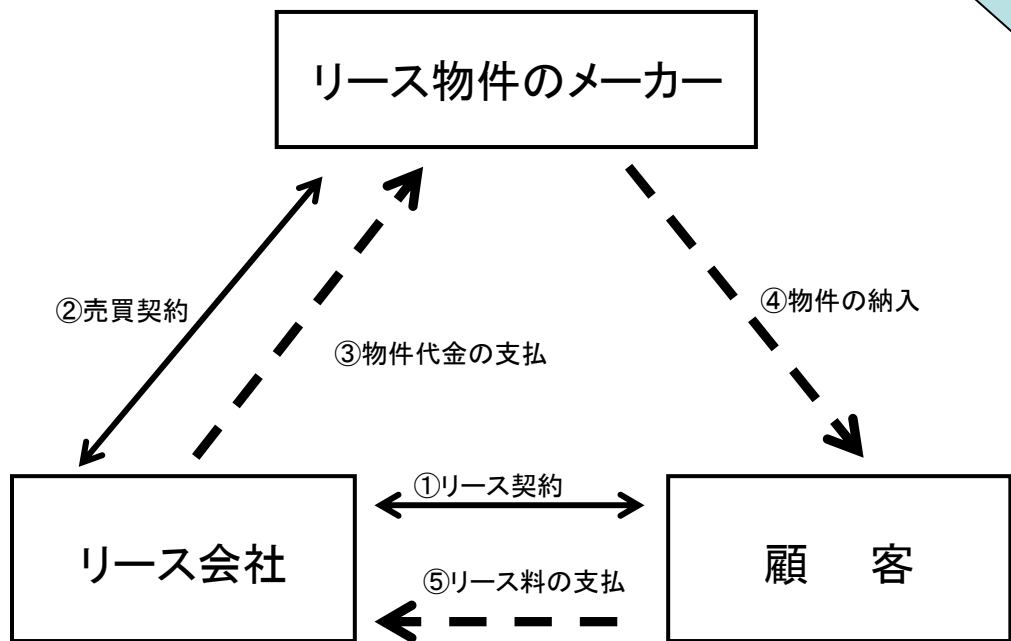 リース物件のメーカー
②売買契約
④物件の納入
③物件代金の支払
①リース契約
リース会社
顧　客
⑤リース料の支払